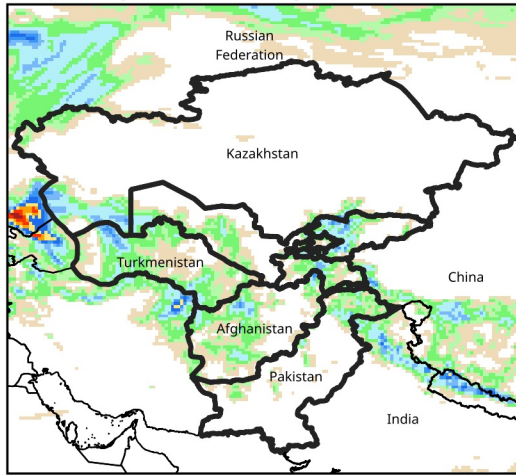 Russian
Federation
Kazakhstan
Turkmenistan
China
Afghanistan
Pakistan
India